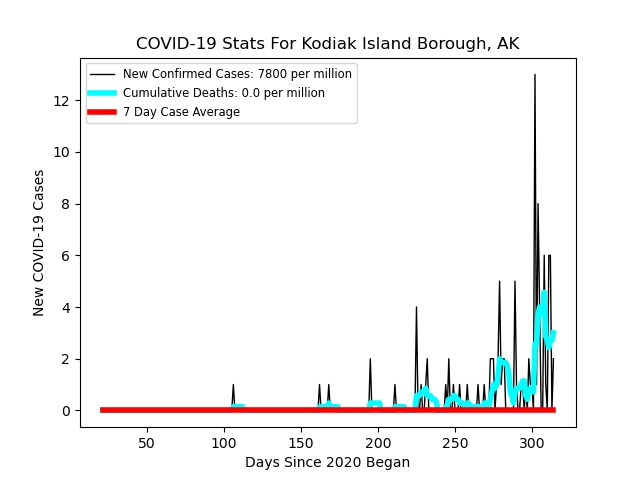 COVID-19 Stats For Kodiak Island Borough, AK
New Confirmed Cases: 7800 per million
Cumulative Deaths: 0.0 per million
7 Day Case Average
New COVID-19 Cases
12
10
8
6
4
2
0
50 100 150 200 250 300
Days Since 2020 Began